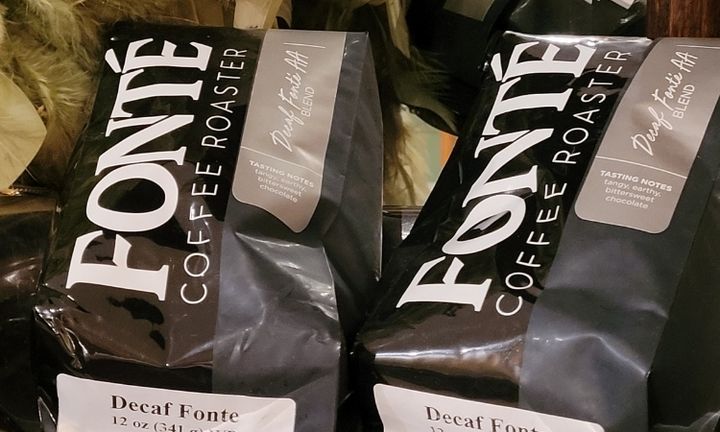 FONTÉ
COFFEE ROASTER
Decaf Fonté AA
BLEND
TASTING NOTES
tangy, earthy,
bittersweet
chocolate
Decaf Fonte
12 oz (341 g)
FONTÉ
COFFEE ROASTER
Decaf Fonté AA
BLEND
TASTING NOTES
tangy, earthy,
bittersweet
chocolate
Decaf Fonte